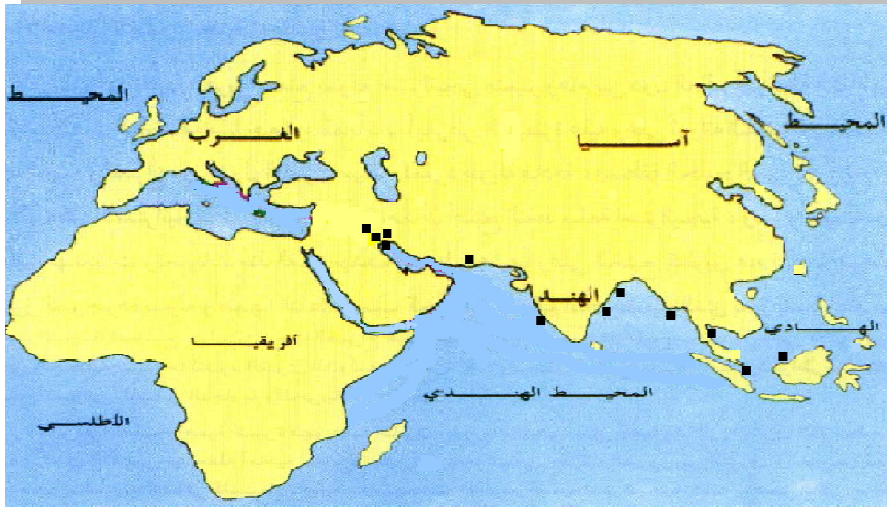 المحيط
الغرب
آسيا
المحيط
الهند
الهادي
أفريقيا
المحيط الهندي
الأطلسي